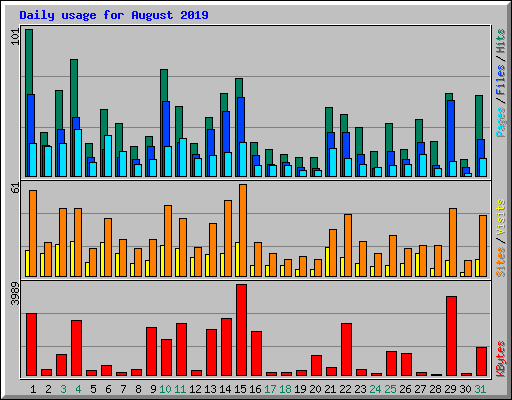 Daily usage for August 2019
101
Pages / Files / Hits
61
Sites / Visits
3989
KBytes
1 2 3 4 5 6 7 8 9 10 11 12 13 14 15 16 17 18 19 20 21 22 23 24 25 26 27 28 29 30 31